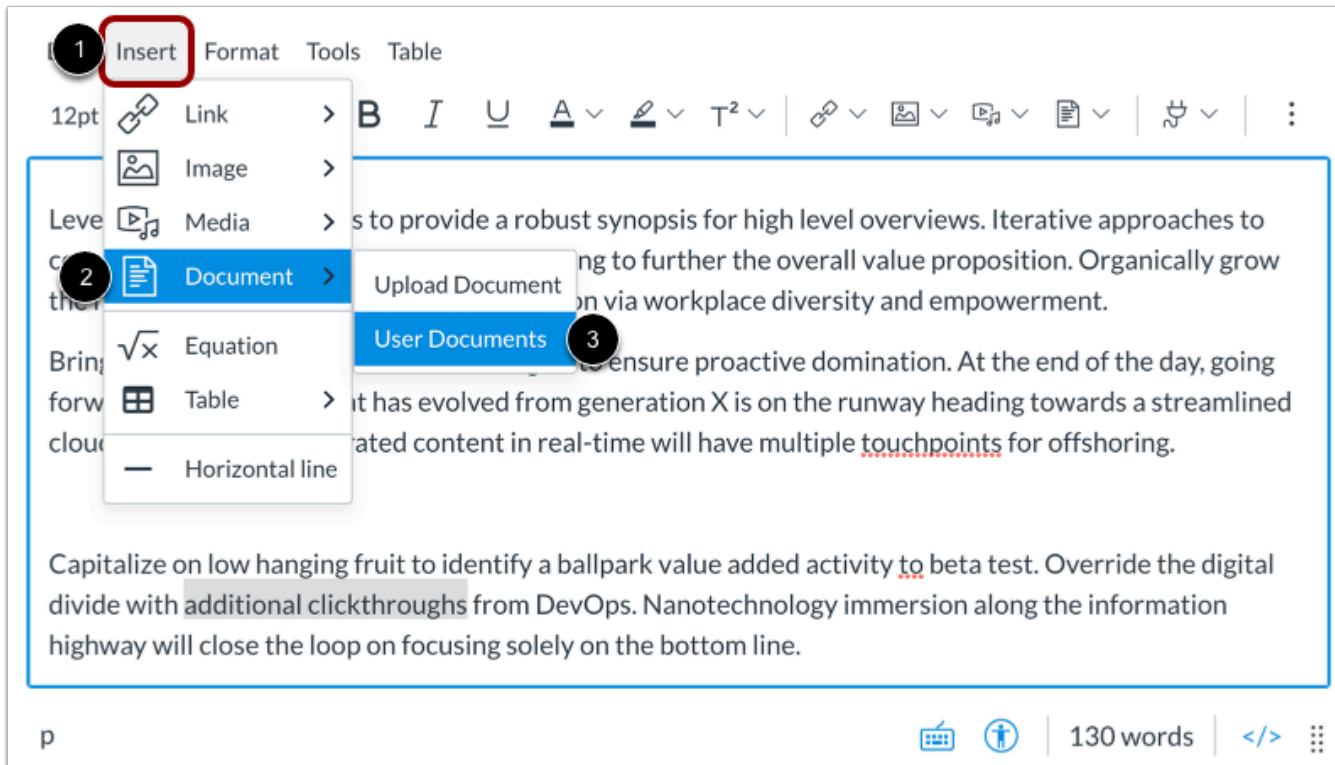 1 Insert Format Tools Table
12pt B I U A T²
Link
Image
Media
Document
Equation
Table
Horizontal line
2
Upload Document
User Documents 3
s to provide a robust synopsis for high level overviews. Iterative approaches to
ng to further the overall value proposition. Organically grow
the via workplace diversity and empowerment.
ensure proactive domination. At the end of the day, going
forw t has evolved from generation X is on the runway heading towards a streamlined
rated content in real-time will have multiple touchpoints for offshoring.
Capitalize on low hanging fruit to identify a ballpark value added activity to beta test. Override the digital
divide with additional clickthroughs from DevOps. Nanotechnology immersion along the information
highway will close the loop on focusing solely on the bottom line.
p 130 words </>